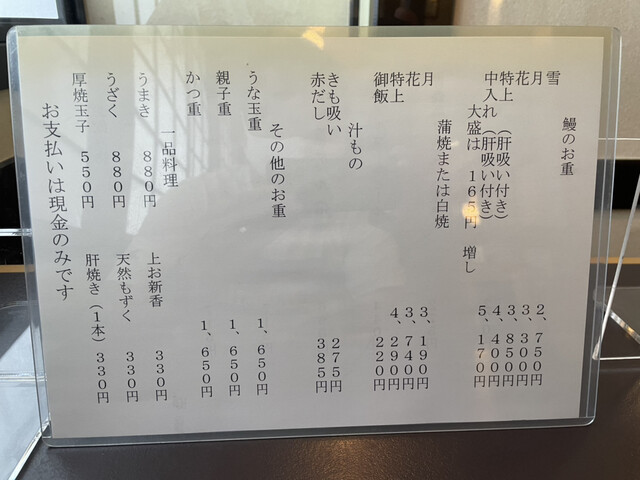 鰻のお重
雪 2、750円
月 3、300円
花 3、850円
特上(肝吸い付き) 4、400円
中入れ(肝吸い付き) 5、170円
大盛は 165円 増し
蒲焼または白焼
月 3、190円
花 3、740円
特上 4、290円
御飯 220円
汁もの
きも吸い 275円
赤だし 385円
その他のお重
うな玉重 1、650円
親子重 1、650円
かつ重 1、650円
一品料理
うまき 880円 上お新香 330円
うざく 880円 天然もずく 330円
厚焼玉子 550円 肝焼き(1本) 330円
お支払いは現金のみです